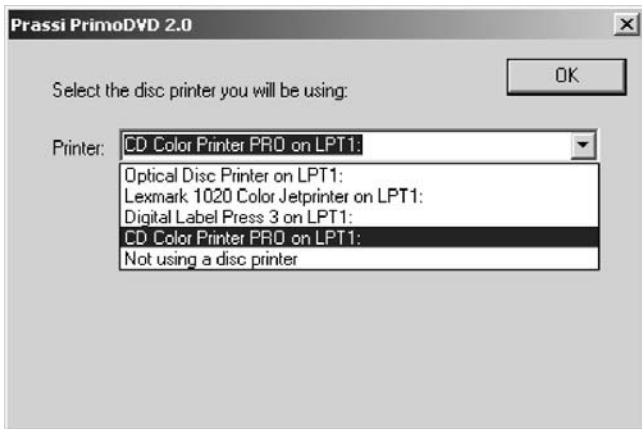 Prassi PrimoDVD 2.0
OK
Select the disc printer you will be using:
Printer: CD Color Printer PRO on LPT1:
Optical Disc Printer on LPT1:
Lexmark 1020 Color Jetprinter on LPT1:
Digital Label Press 3 on LPT1:
CD Color Printer PRO on LPT1:
Not using a disc printer